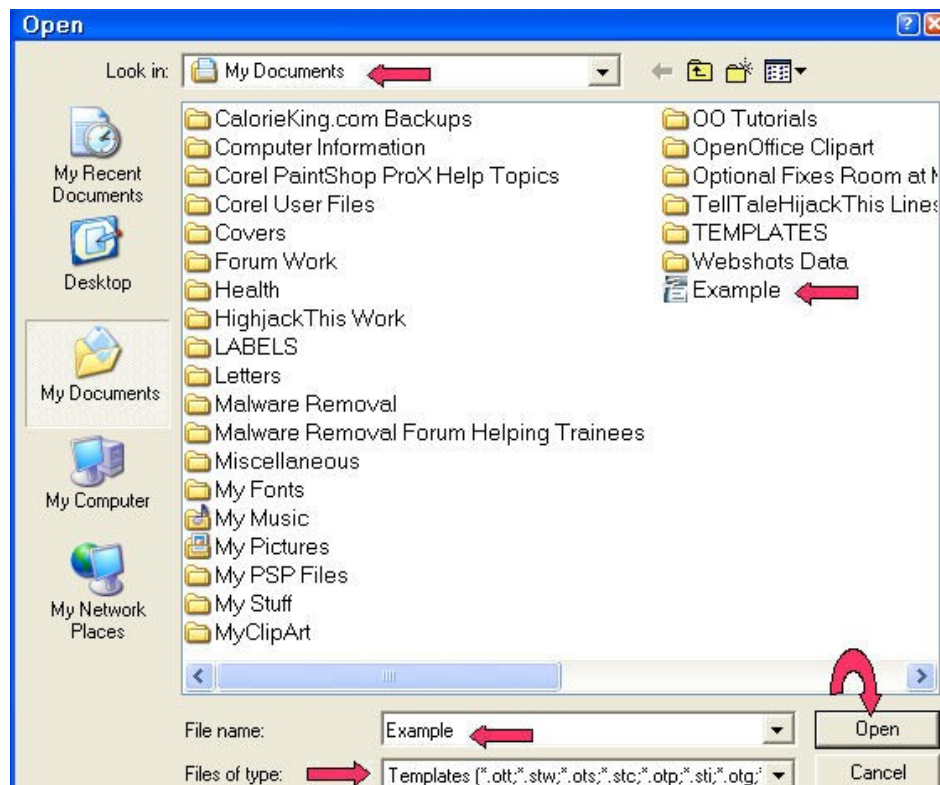 Open
Look in:
My Documents
My Recent
Documents
Desktop
My Documents
My Computer
My Network
Places
CalorieKing.com Backups
Computer Information
Corel PaintShop ProX Help Topics
Corel User Files
Covers
Forum Work
Health
HighjackThis Work
LABELS
Letters
Malware Removal
Malware Removal Forum Helping Trainees
Miscellaneous
My Fonts
My Music
My Pictures
My PSP Files
My Stuff
MyClipArt
OO Tutorials
OpenOffice Clipart
Optional Fixes Room at
TellTaleHijackThis Lines
TEMPLATES
Webshots Data
Example
File name:
Example
Open
Files of type:
Templates (*.ott;*.stw;*.ots;*.stc;*.otp;*.sti;*.otg;*
Cancel